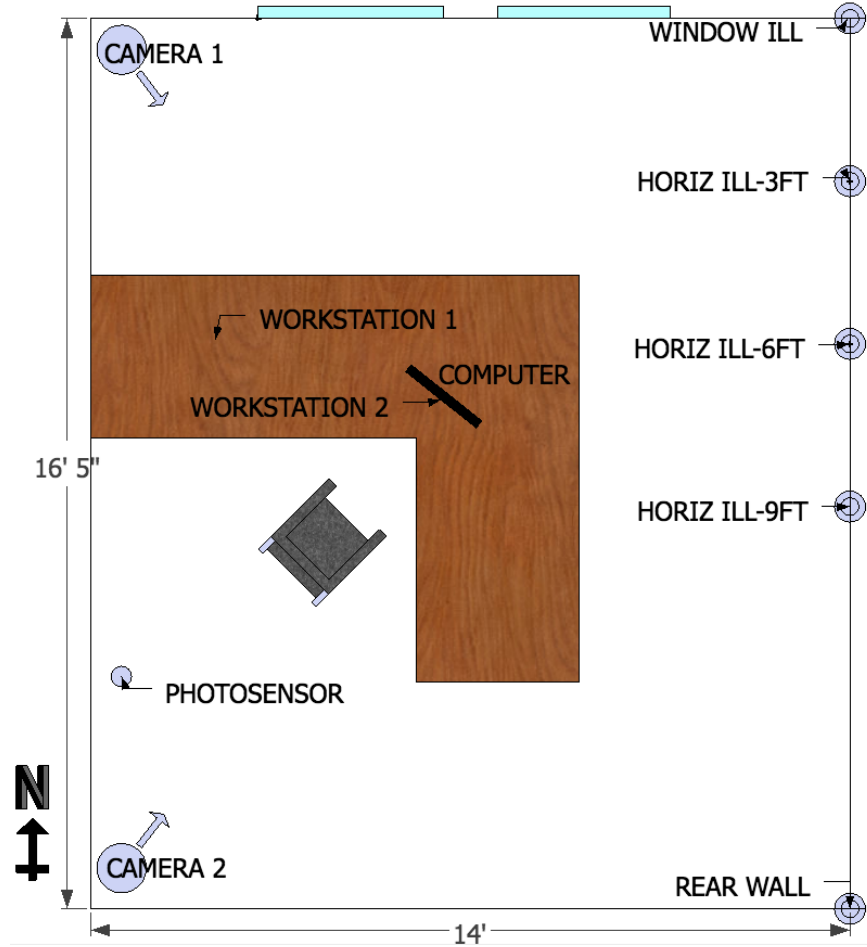 WINDOW ILL
CAMERA 1
HORIZ ILL-3FT
WORKSTATION 1
HORIZ ILL-6FT
COMPUTER
WORKSTATION 2
16' 5"
HORIZ ILL-9FT
PHOTOSENSOR
N
CAMERA 2
REAR WALL
14'